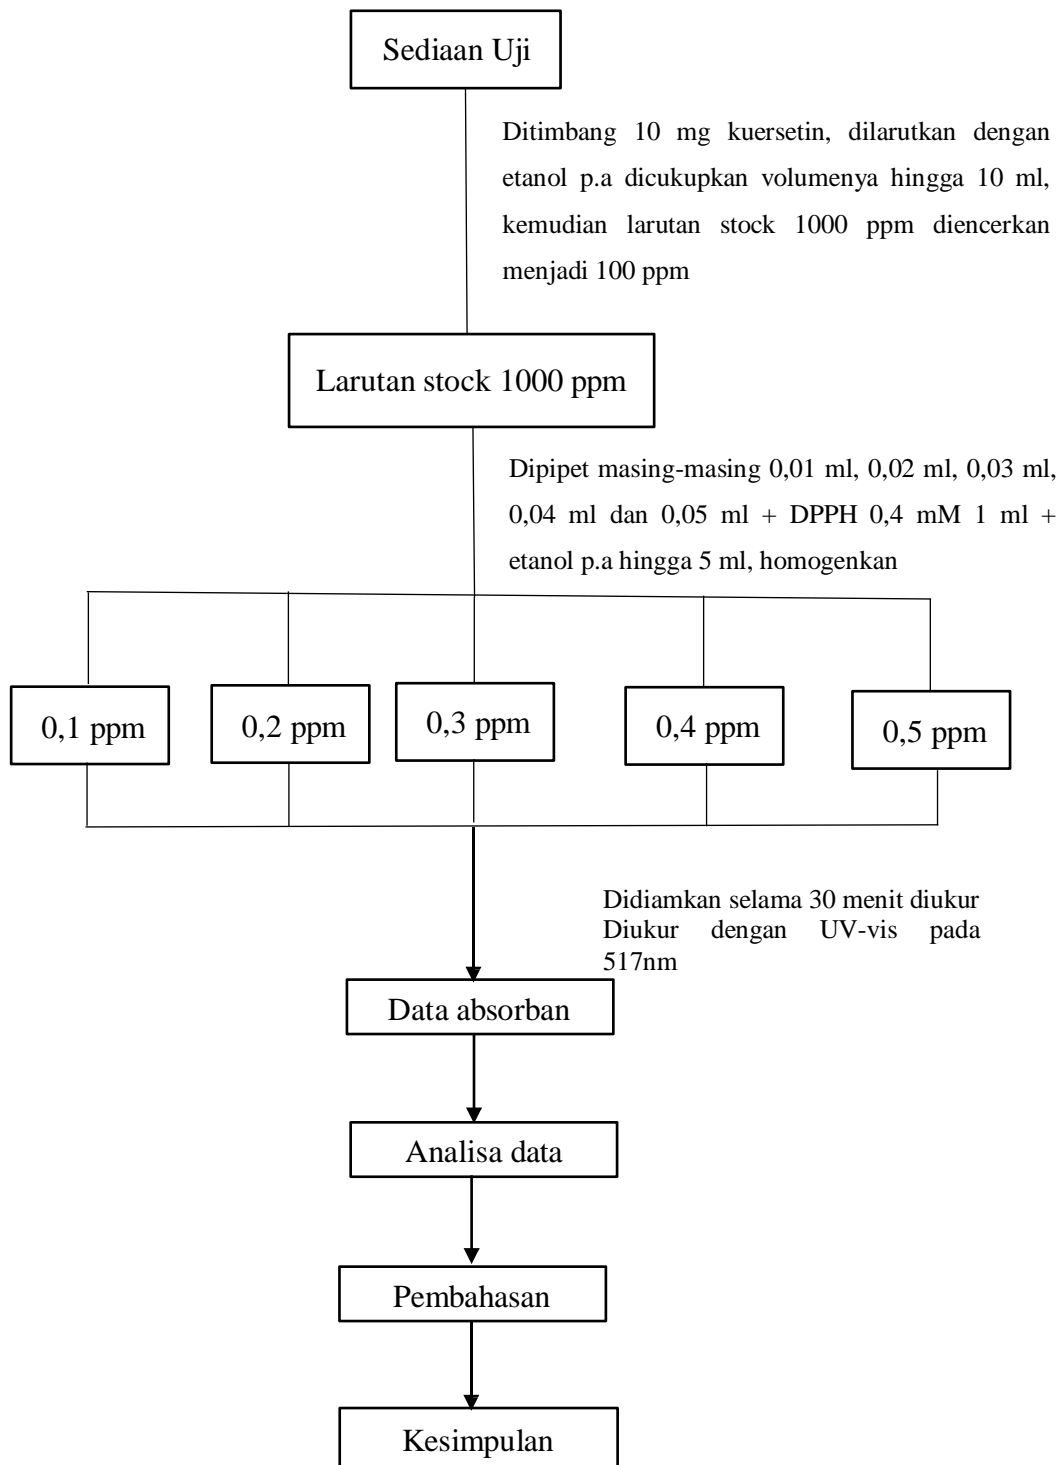 Sediaan Uji
Ditimbang 10 mg kuersetin, dilarutkan dengan
etanol p.a dicukupkan volumenya hingga 10 ml,
kemudian larutan stock 1000 ppm diencerkan
menjadi 100 ppm
Larutan stock 1000 ppm
Dipipet masing-masing 0,01 ml, 0,02 ml, 0,03 ml,
0,04 ml dan 0,05 ml + DPPH 0,4 mM 1 ml +
etanol p.a hingga 5 ml, homogenkan
0,1 ppm
0,2 ppm
0,3 ppm
0,4 ppm
0,5 ppm
Didiamkan selama 30 menit diukur
Diukur dengan UV-vis pada
517nm
Data absorban
Analisa data
Pembahasan
Kesimpulan